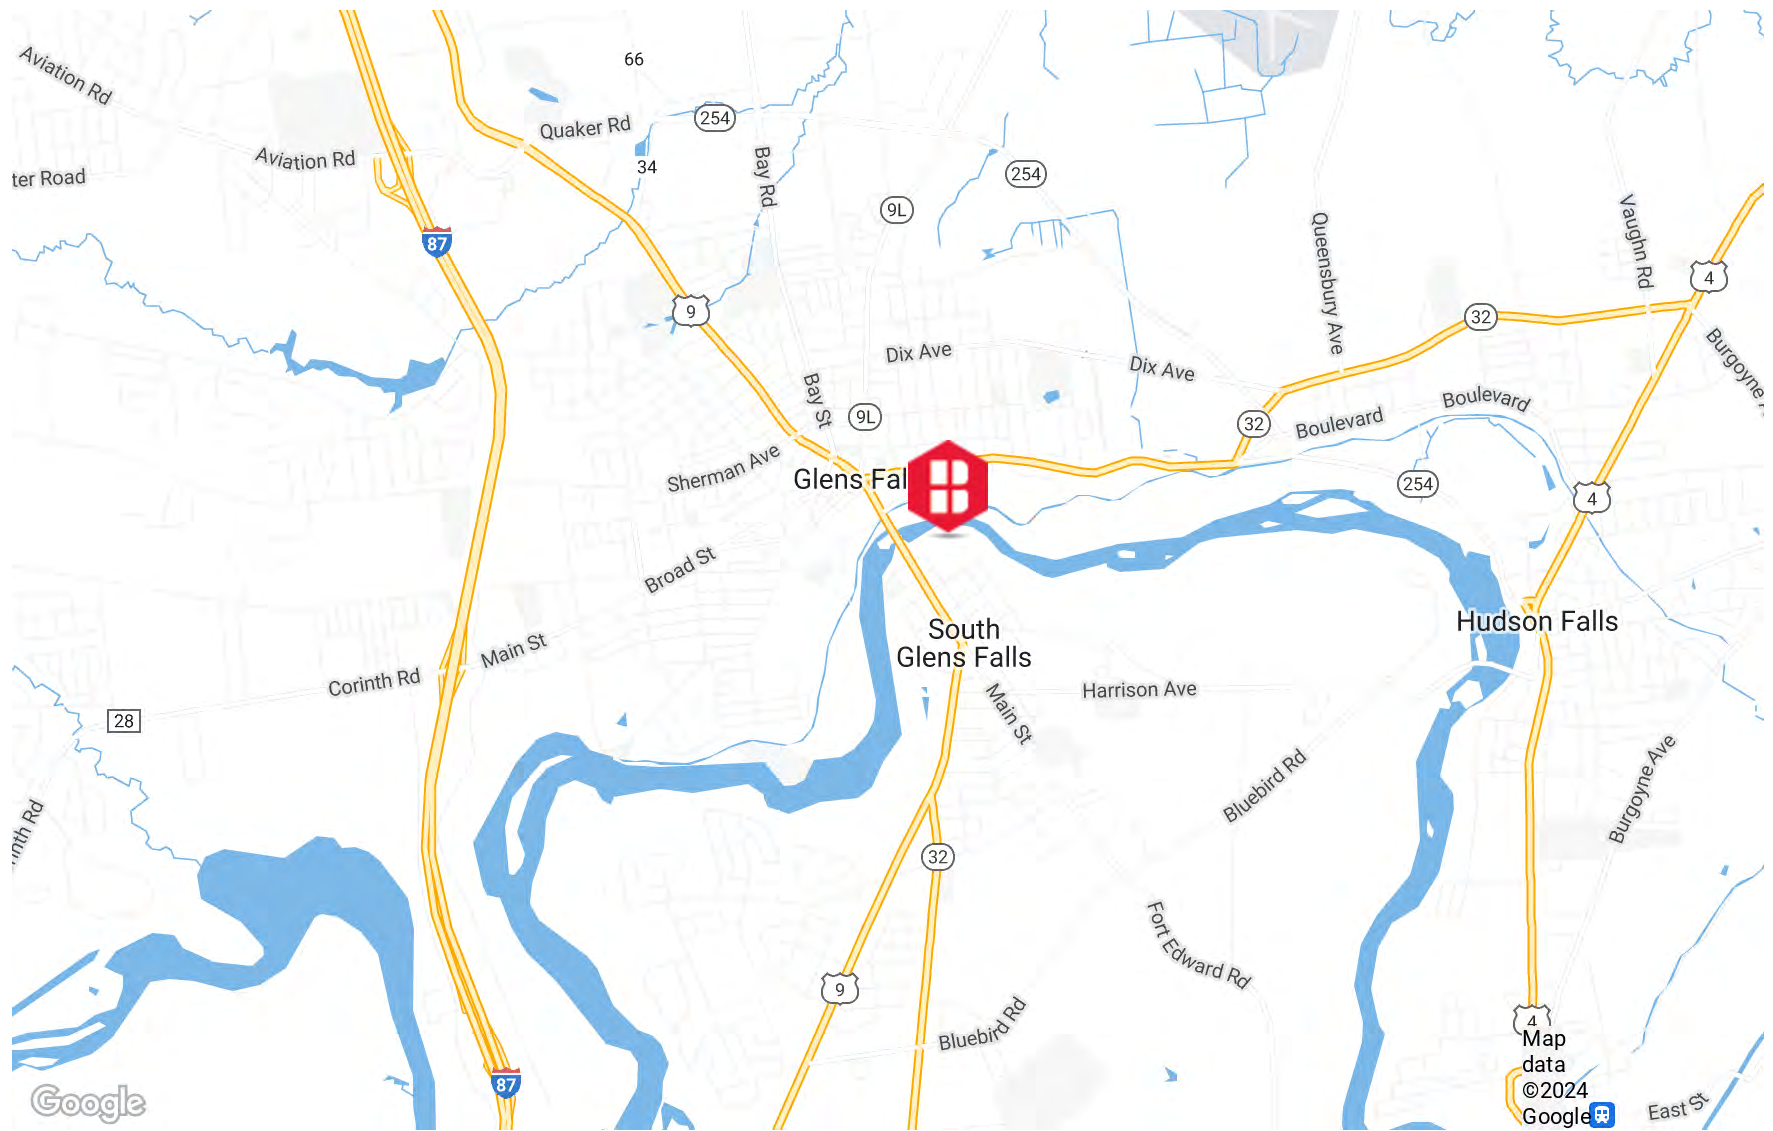 Aviation Rd
66
Quaker Rd
254
Aviation Rd
34
Bay Rd
254
ter Road
9L
87
Queensbury Ave
Vaughn Rd
4
9
32
Burgoyne A
Dix Ave
Dix Ave
Bay St
9L
32
Boulevard
Boulevard
Sherman Ave
Glens Fal
254
4
Broad St
South
Glens Falls
Hudson Falls
Main St
Corinth Rd
28
Main St
Harrison Ave
Bluebird Rd
Burgoyne Ave
inth Rd
32
Fort Edward Rd
9
Bluebird Rd
4
Map
data
©2024
Google
87
Google
East St